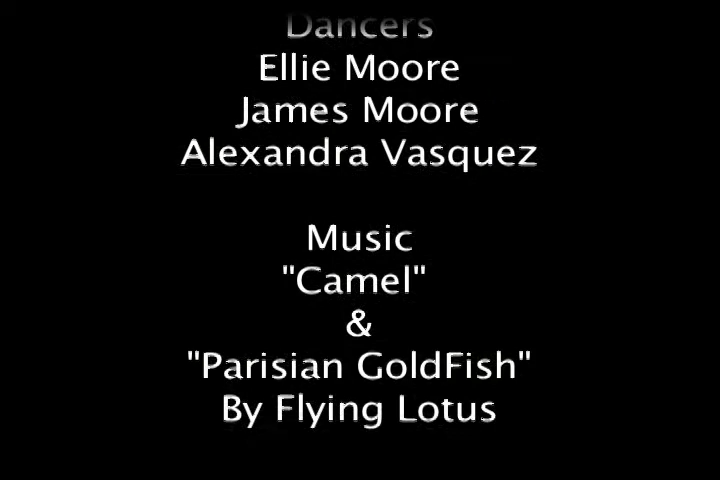 Dancers
Ellie Moore
James Moore
Alexandra Vasquez
Music
"Camel"
&
"Parisian GoldFish"
By Flying Lotus